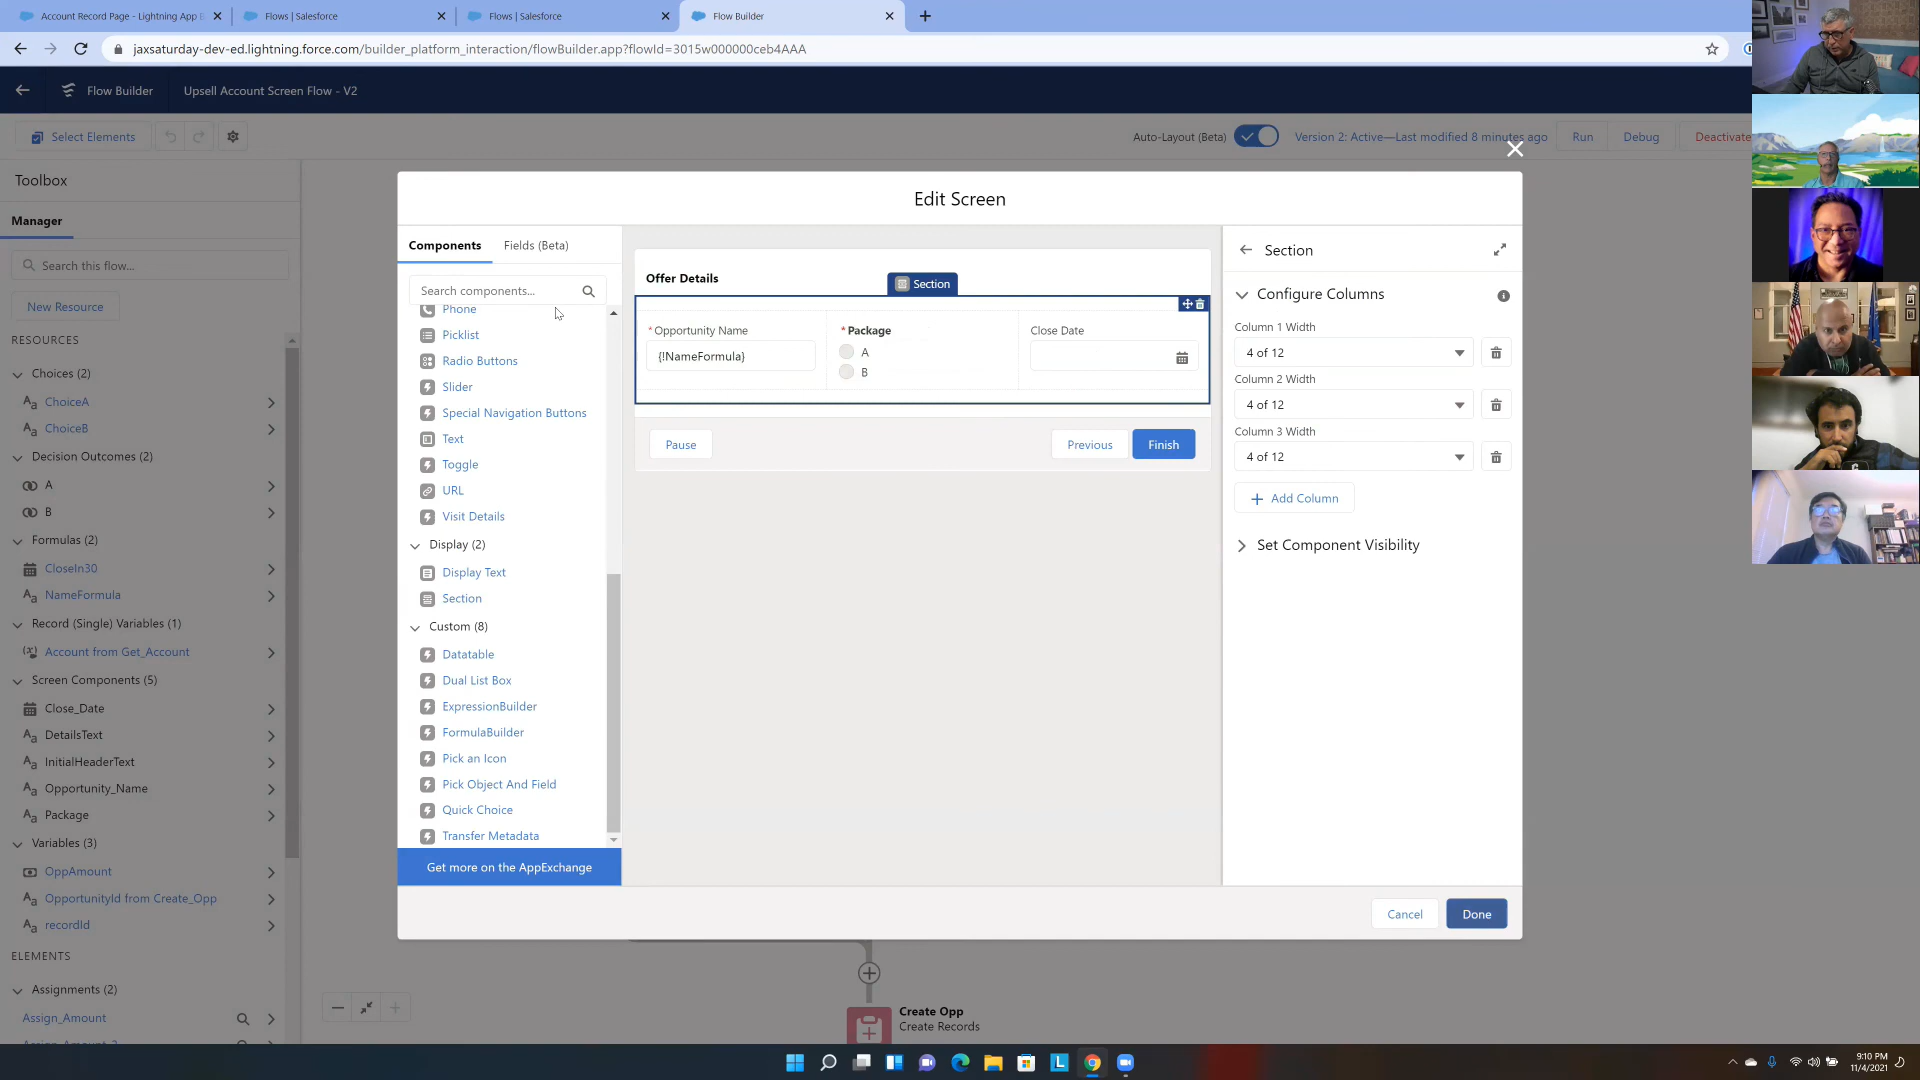 Account Record Page - Lightning App B
Flows | Salesforce
Flows | Salesforce
Flow Builder
jaxsaturday-dev-ed.lightning.force.com/builder_platform_interaction/flowBuilder.app?flowId=3015w000000ceb4AAA
Flow Builder
Upsell Account Screen Flow - V2
Select Elements
Auto-Layout (Beta)
Version 2: Active—Last modified 8 minutes ago
Run
Debug
Deactivate
Toolbox
Manager
Search this flow...
New Resource
RESOURCES
Choices (2)
ChoiceA
ChoiceB
Decision Outcomes (2)
A
B
Formulas (2)
CloseIn30
NameFormula
Record (Single) Variables (1)
Account from Get_Account
Screen Components (5)
Close_Date
DetailsText
InitialHeaderText
Opportunity_Name
Package
Variables (3)
OppAmount
OpportunityId from Create_Opp
recordId
ELEMENTS
Assignments (2)
Assign_Amount
Assign_Amount_2
Edit Screen
Components
Fields (Beta)
Search components...
Phone
Picklist
Radio Buttons
Slider
Special Navigation Buttons
Text
Toggle
URL
Visit Details
Display (2)
Display Text
Section
Custom (8)
Datatable
Dual List Box
ExpressionBuilder
FormulaBuilder
Pick an Icon
Pick Object And Field
Quick Choice
Transfer Metadata
Get more on the AppExchange
Offer Details
Section
*Opportunity Name
{!NameFormula}
*Package
A
B
Close Date
Pause
Previous
Finish
Section
Configure Columns
Column 1 Width
4 of 12
Column 2 Width
4 of 12
Column 3 Width
4 of 12
Add Column
Set Component Visibility
Cancel
Done
Create Opp
Create Records
9:10 PM
11/4/2021